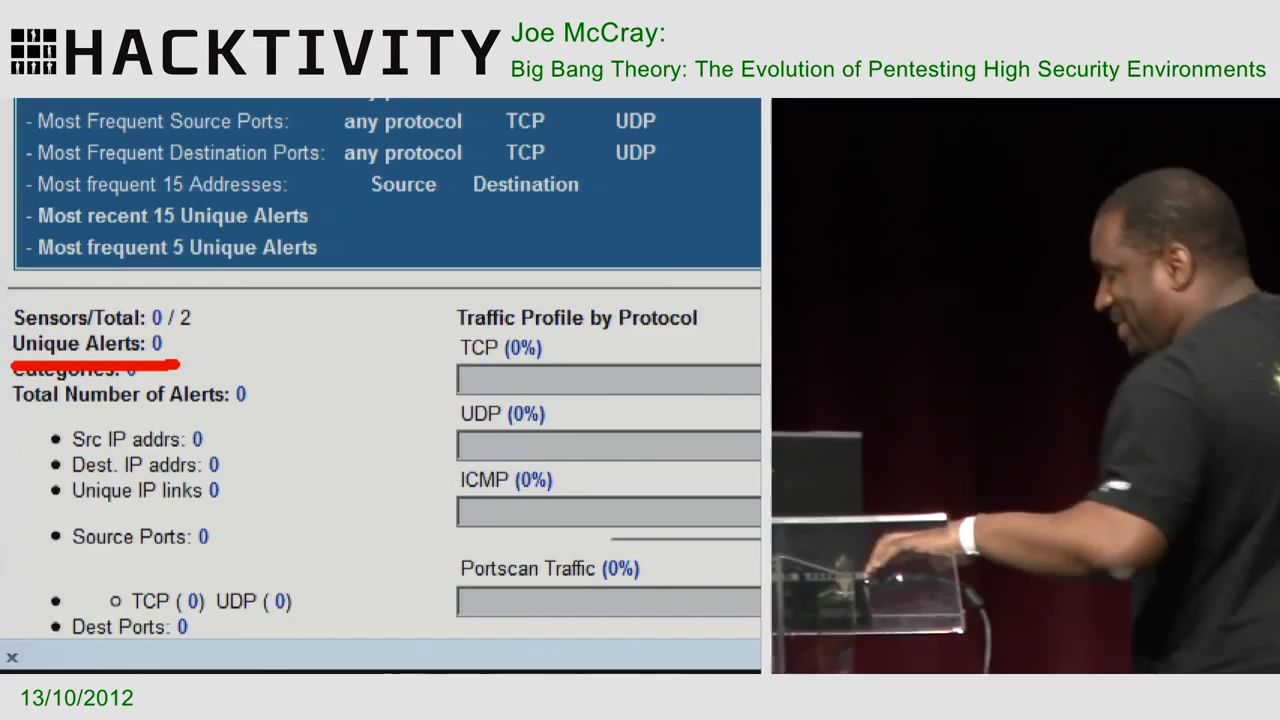 HACKTIVITY
Joe McCray:
Big Bang Theory: The Evolution of Pentesting High Security Environments
- Most Frequent Source Ports: any protocol TCP UDP
- Most Frequent Destination Ports: any protocol TCP UDP
- Most frequent 15 Addresses: Source Destination
- Most recent 15 Unique Alerts
- Most frequent 5 Unique Alerts
Sensors/Total: 0 / 2
Unique Alerts: 0
Categories: 0
Total Number of Alerts: 0
Src IP addrs: 0
Dest. IP addrs: 0
Unique IP links 0
Source Ports: 0
TCP ( 0) UDP ( 0)
Dest Ports: 0
Traffic Profile by Protocol
TCP (0%)
UDP (0%)
ICMP (0%)
Portscan Traffic (0%)
x
13/10/2012